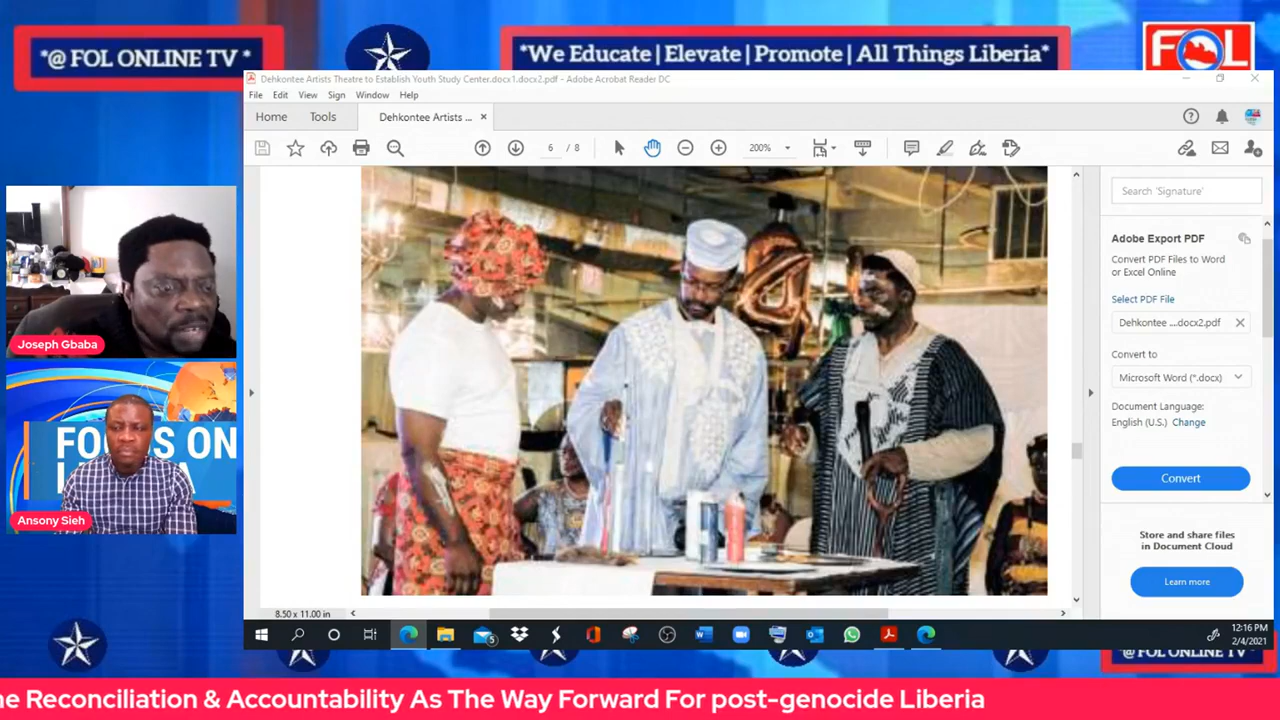 *@ FOL ONLINE TV *
*We Educate | Elevate | Promote | All Things Liberia*
FOL
Dehkontee Artists Theatre to Establish Youth Study Center.docx1.docx2.pdf - Adobe Acrobat Reader DC
File Edit View Sign Window Help
Home Tools Dehkontee Artists ... ×
6 / 8 200%
Search 'Signature'
Adobe Export PDF
Convert PDF Files to Word
or Excel Online
Select PDF File
Dehkontee ....docx2.pdf
Convert to
Microsoft Word (*.docx)
Document Language:
English (U.S.) Change
Convert
Store and share files
in Document Cloud
Learn more
4
Joseph Gbaba
FOCUS ON
Ansony Sieh
8.50 x 11.00 in
5
12:16 PM
2/4/2021
@FOL ONLINE TV
ne Reconciliation & Accountability As The Way Forward For post-genocide Liberia